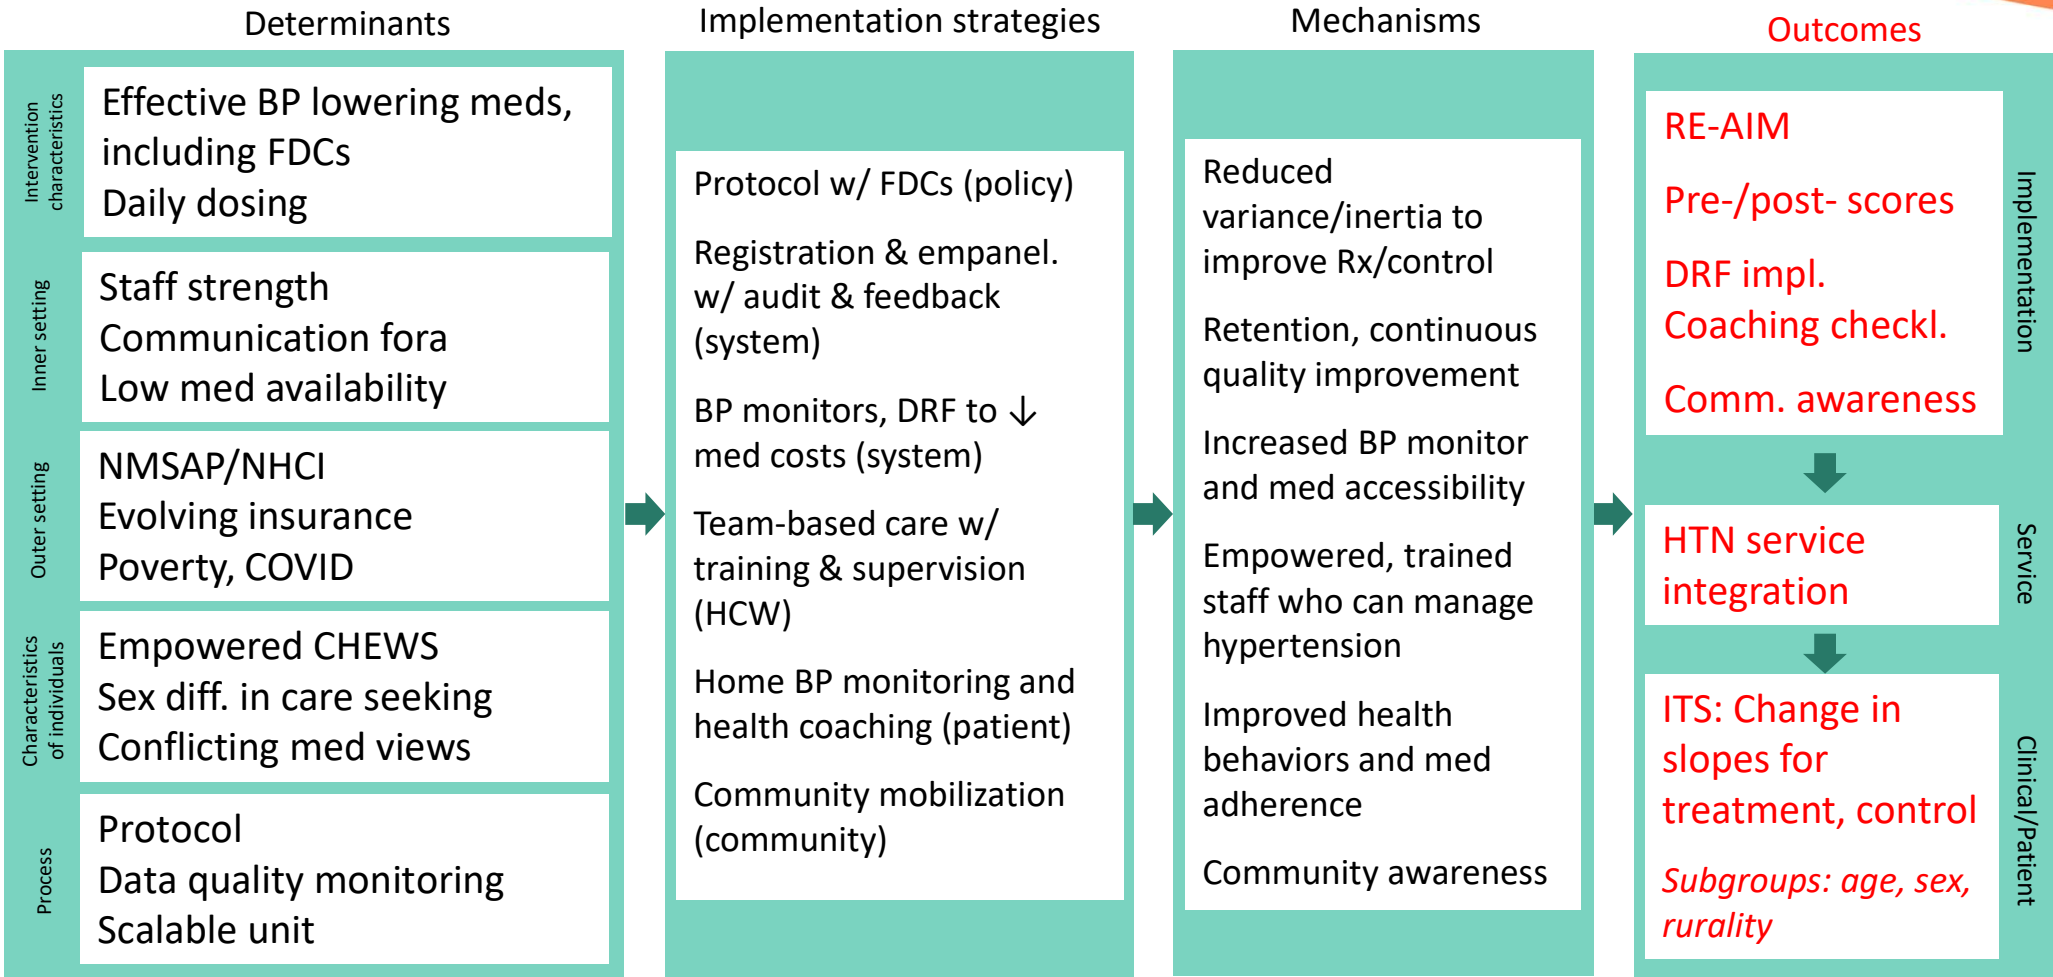 Determinants
Intervention
characteristics
Effective BP lowering meds,
including FDCs
Daily dosing
Inner setting
Staff strength
Communication fora
Low med availability
Outer setting
NMSAP/NHCI
Evolving insurance
Poverty, COVID
Characteristics
of individuals
Empowered CHEWS
Sex diff. in care seeking
Conflicting med views
Process
Protocol
Data quality monitoring
Scalable unit
Implementation strategies
Protocol w/ FDCs (policy)
Registration & empanel.
w/ audit & feedback
(system)
BP monitors, DRF to ↓
med costs (system)
Team-based care w/
training & supervision
(HCW)
Home BP monitoring and
health coaching (patient)
Community mobilization
(community)
Mechanisms
Reduced
variance/inertia to
improve Rx/control
Retention, continuous
quality improvement
Increased BP monitor
and med accessibility
Empowered, trained
staff who can manage
hypertension
Improved health
behaviors and med
adherence
Community awareness
Outcomes
RE-AIM
Pre-/post- scores
DRF impl.
Coaching checkl.
Comm. awareness
Implementation
HTN service
integration
Service
ITS: Change in
slopes for
treatment, control
Subgroups: age, sex,
rurality
Clinical/Patient